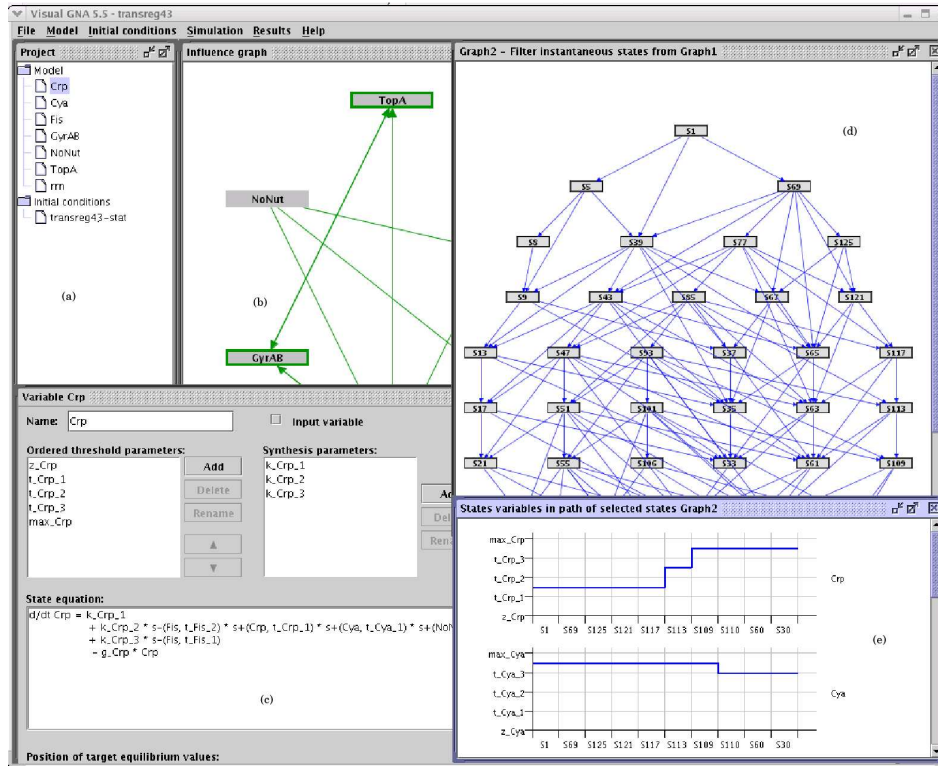 Visual GNA 5.5 - transreg43
File Model Initial conditions Simulation Results Help
Project
Model
Crp
Cya
Fis
GyrAB
NoNut
TopA
rrn
Initial conditions
transreg43-stat
(a)
Influence graph
TopA
NoNut
(b)
GyrAB
Graph2 - Filter instantaneous states from Graph1
(d)
S1
S5 S69
S8 S39 S77 S125
S9 S43 S85 S67 S121
S13 S47 S93 S37 S65 S117
S17 S51 S101 S35 S63 S113
S21 S55 S106 S33 S61 S109
Variable Crp
Name: Crp
Input variable
Ordered threshold parameters:
z_Crp
t_Crp_1
t_Crp_2
t_Crp_3
max_Crp
Add
Delete
Rename
Synthesis parameters:
k_Crp_1
k_Crp_2
k_Crp_3
State equation:
d/dt Crp = k_Crp_1
+ k_Crp_2 * s-(Fis, t_Fis_2) * s+(Crp, t_Crp_1) * s+(Cya, t_Cya_1) * s+(NoN
+ k_Crp_3 * s-(Fis, t_Fis_1)
- g_Crp * Crp
(c)
Position of target equilibrium values:
States variables in path of selected states Graph2
max_Crp
t_Crp_3
t_Crp_2
t_Crp_1
z_Crp
S1 S69 S125 S121 S117 S113 S109 S110 S60 S30
Crp
(e)
max_Cya
t_Cya_3
t_Cya_2
t_Cya_1
z_Cya
S1 S69 S125 S121 S117 S113 S109 S110 S60 S30
Cya